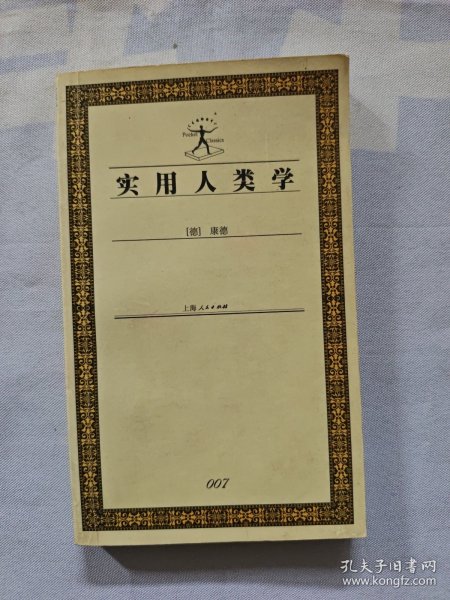 Pocket Classics
实用人类学
[德] 康德
上海人民出版社
007
孔夫子旧书网
www.kongfz.com